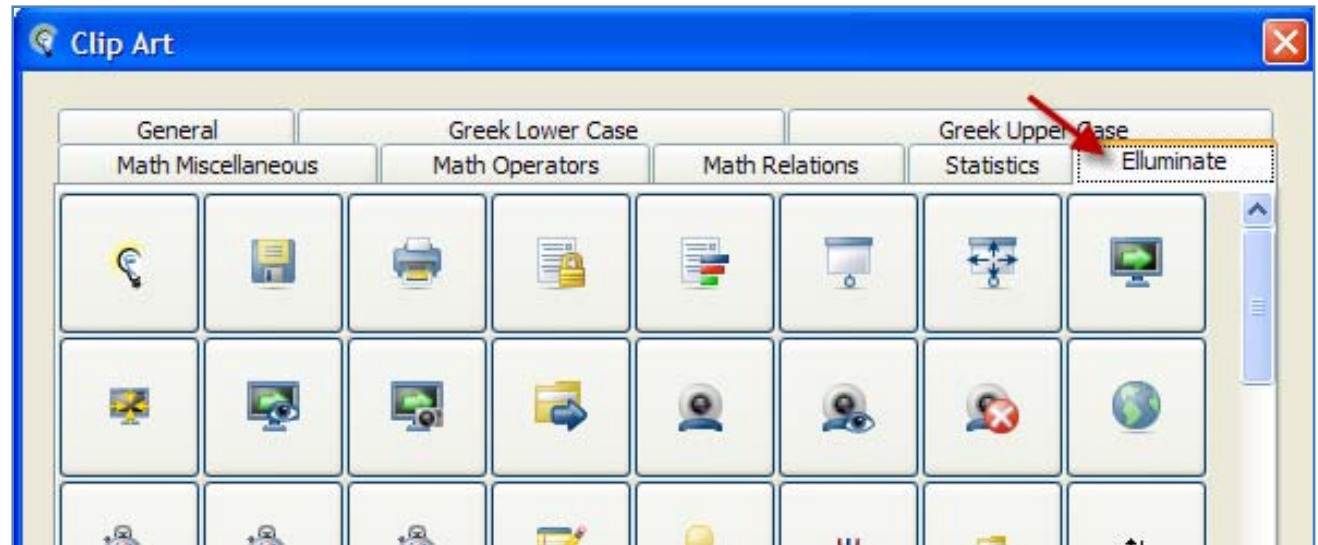 Clip Art
General Greek Lower Case Greek Upper Case
Math Miscellaneous Math Operators Math Relations Statistics Elluminate